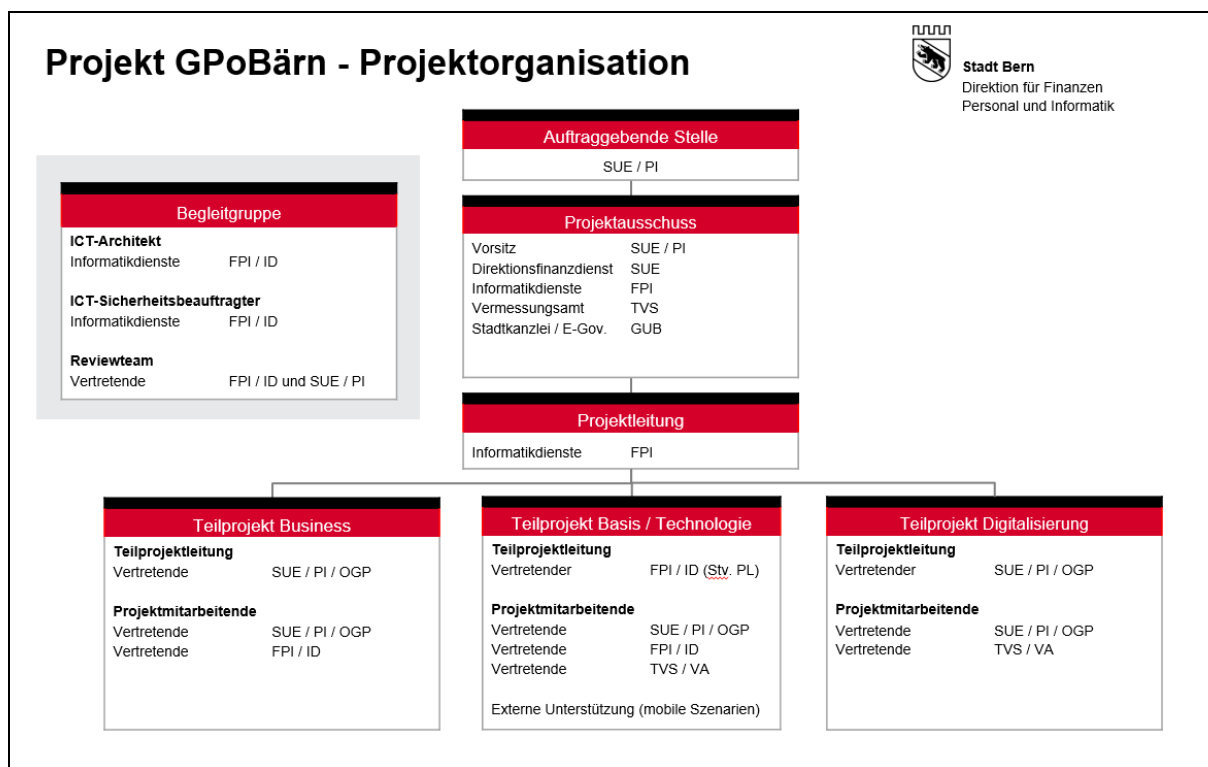 Projekt GPoBärn - Projektorganisation
Stadt Bern
Direktion für Finanzen
Personal und Informatik
Auftraggebende Stelle
SUE / PI
Begleitgruppe
ICT-Architekt
Informatikdienste FPI / ID
ICT-Sicherheitsbeauftragter
Informatikdienste FPI / ID
Reviewteam
Vertretende FPI / ID und SUE / PI
Projektausschuss
Vorsitz SUE / PI
Direktionsfinanzdienst SUE
Informatikdienste FPI
Vermessungsamt TVS
Stadtkanzlei / E-Gov. GUB
Projektleitung
Informatikdienste FPI
Teilprojekt Business
Teilprojektleitung
Vertretende SUE / PI / OGP
Projektmitarbeitende
Vertretende SUE / PI / OGP
Vertretende FPI / ID
Teilprojekt Basis / Technologie
Teilprojektleitung
Vertretender FPI / ID (Stv. PL)
Projektmitarbeitende
Vertretende SUE / PI / OGP
Vertretende FPI / ID
Vertretende TVS / VA
Externe Unterstützung (mobile Szenarien)
Teilprojekt Digitalisierung
Teilprojektleitung
Vertretender SUE / PI / OGP
Projektmitarbeitende
Vertretende SUE / PI / OGP
Vertretende TVS / VA